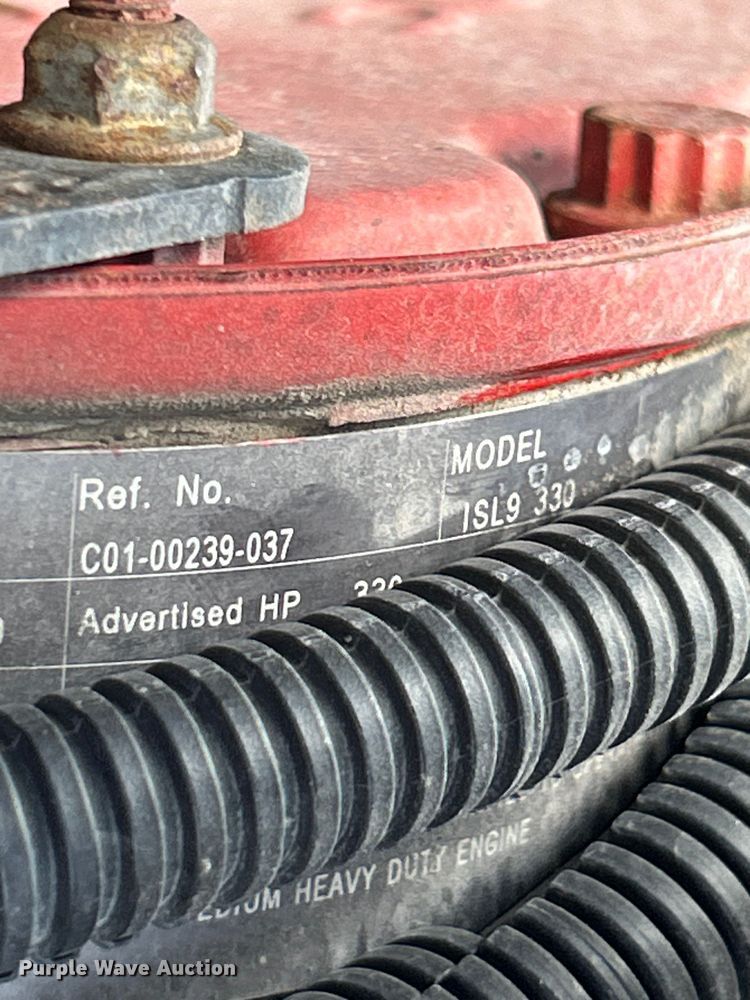 Ref. No.
C01-00239-037
MODEL
ISL9 330
Advertised HP
HEAVY DUTY ENGINE
Purple Wave Auction